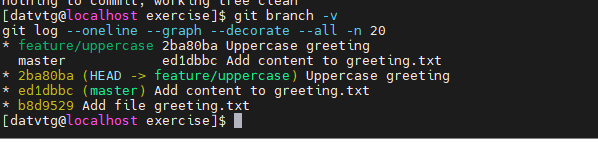 nothing to commit, working tree clean
[datvtg@localhost exercise]$ git branch -v
git log --oneline --graph --decorate --all -n 20
* feature/uppercase 2ba80ba Uppercase greeting
  master            ed1dbbc Add content to greeting.txt
* 2ba80ba (HEAD -> feature/uppercase) Uppercase greeting
* ed1dbbc (master) Add content to greeting.txt
* b8d9529 Add file greeting.txt
[datvtg@localhost exercise]$